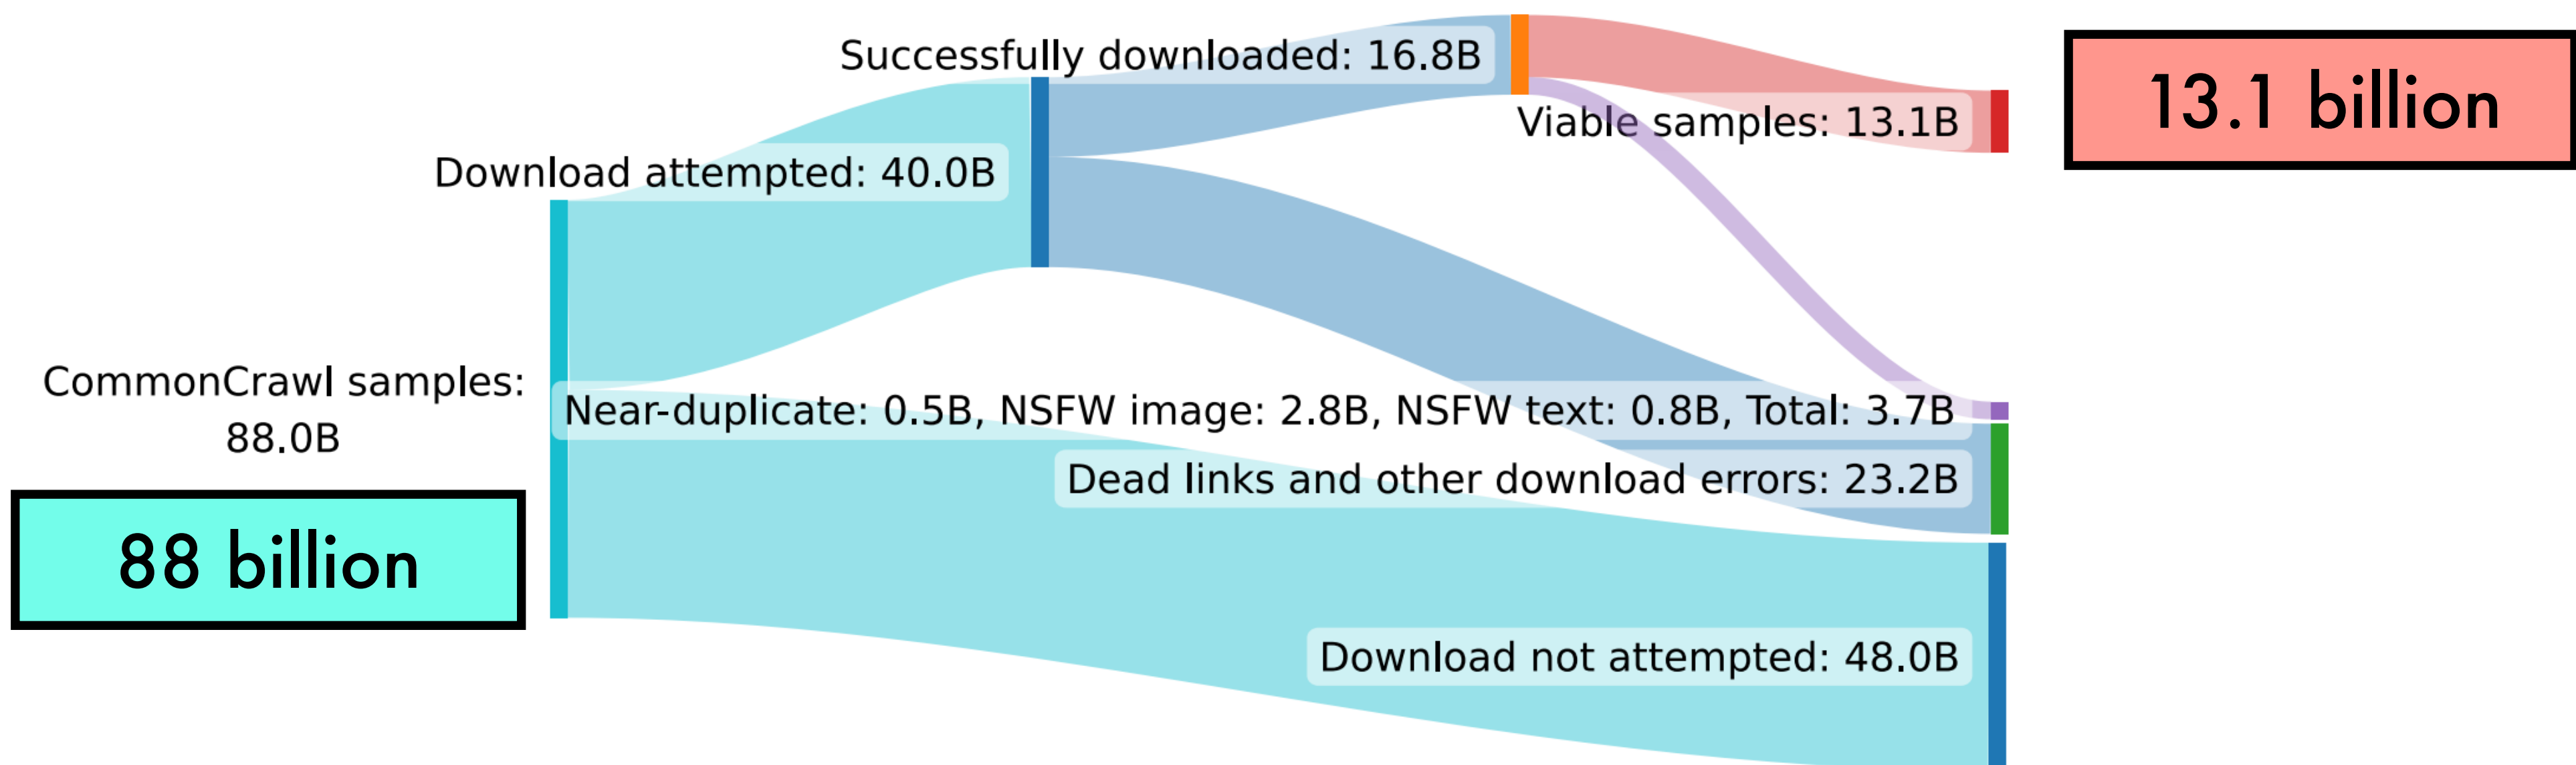 Successfully downloaded: 16.8B
13.1 billion
Viable samples: 13.1B
Download attempted: 40.0B
CommonCrawl samples:
88.0B
Near-duplicate: 0.5B, NSFW image: 2.8B, NSFW text: 0.8B, Total: 3.7B
Dead links and other download errors: 23.2B
88 billion
Download not attempted: 48.0B